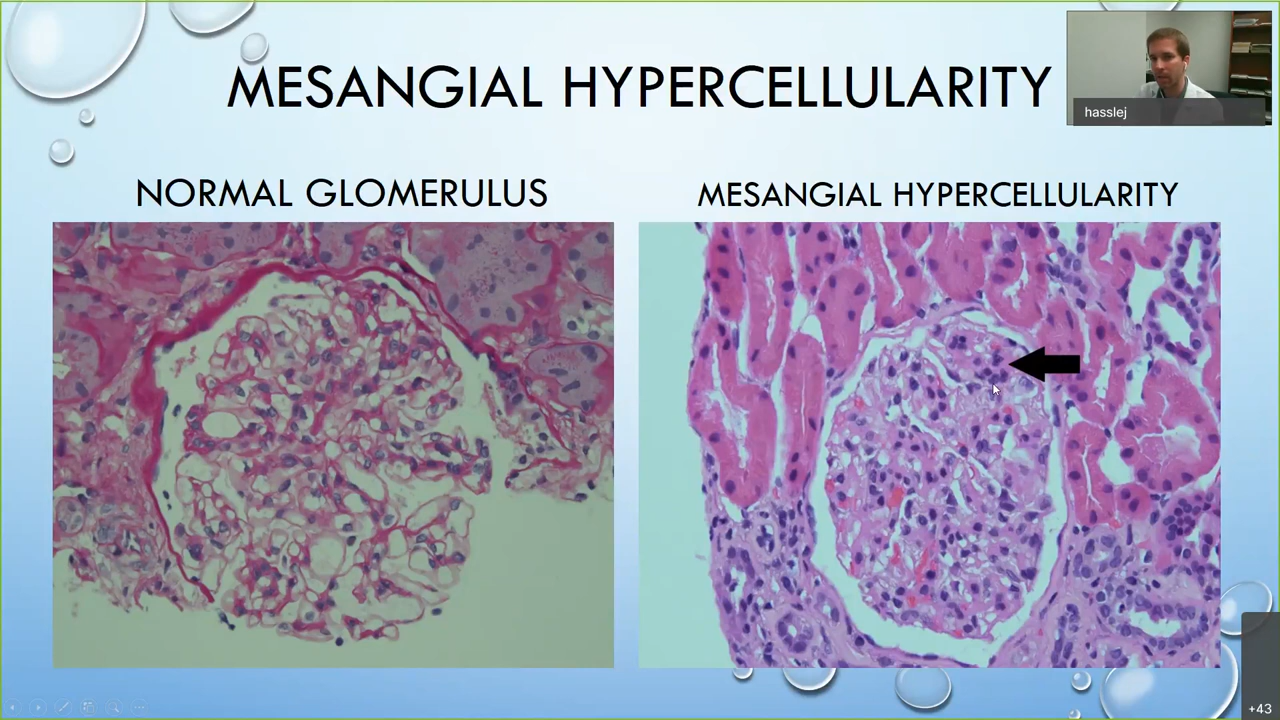 MESANGIAL HYPERCELLULARITY
hasslej
NORMAL GLOMERULUS
MESANGIAL HYPERCELLULARITY
+43